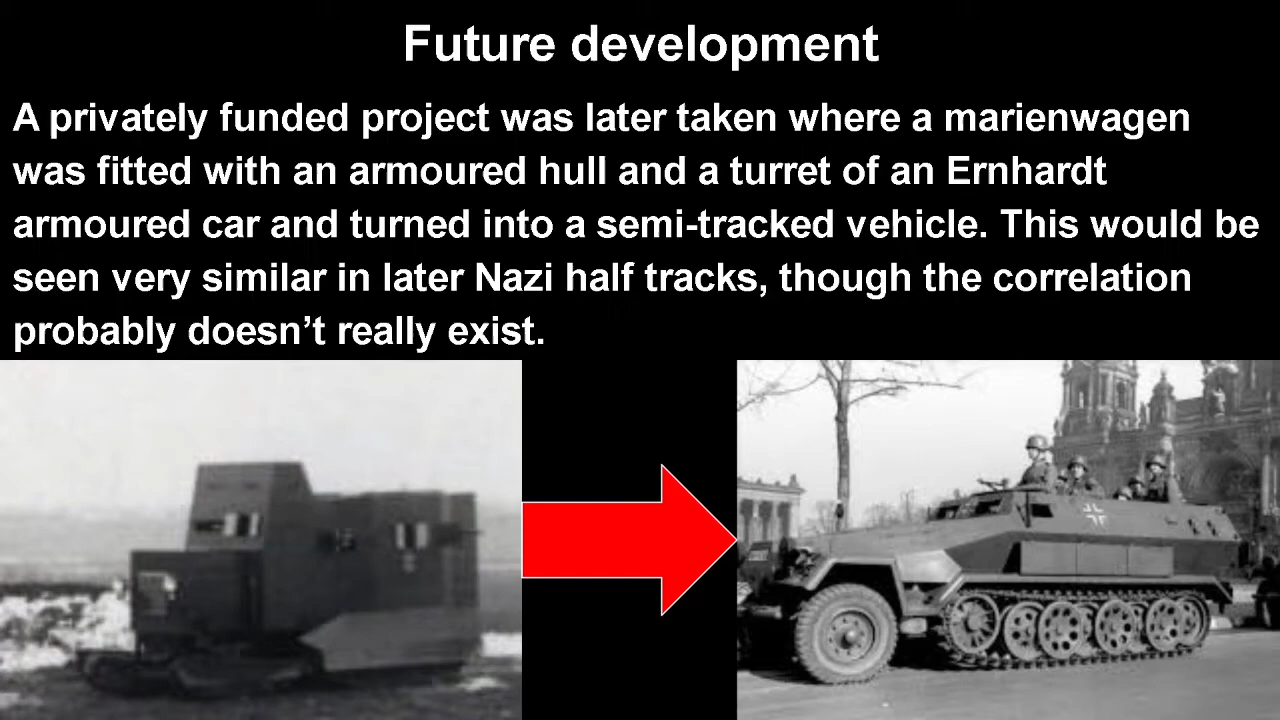 Future development
A privately funded project was later taken where a marienwagen
was fitted with an armoured hull and a turret of an Ernhardt
armoured car and turned into a semi-tracked vehicle. This would be
seen very similar in later Nazi half tracks, though the correlation
probably doesn’t really exist.